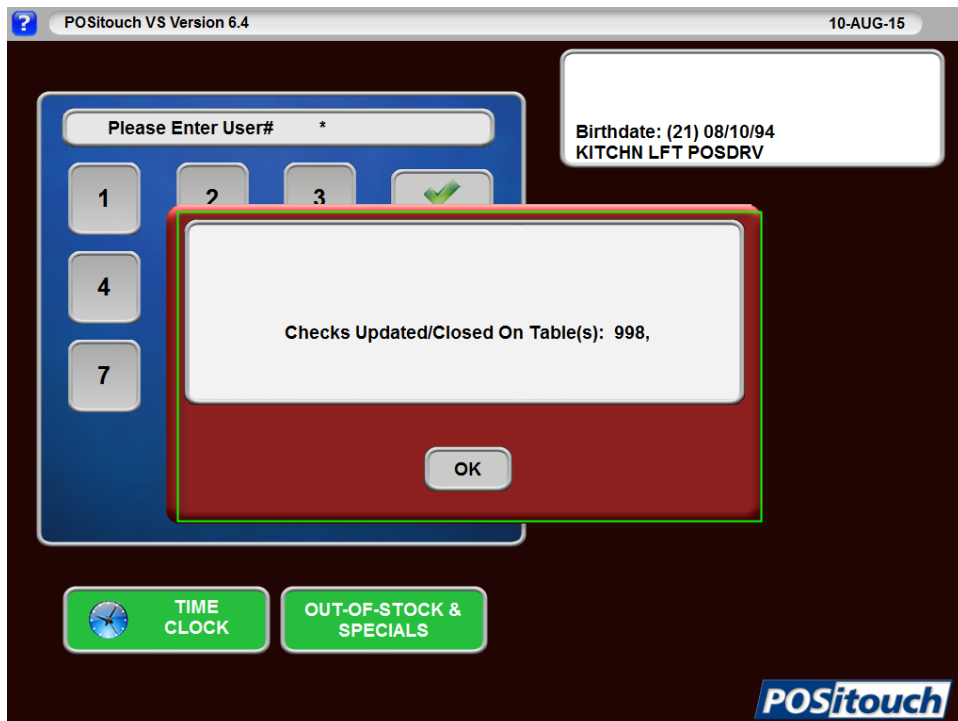 ?
POSitouch VS Version 6.4
10-AUG-15
Please Enter User# *
Birthdate: (21) 08/10/94
KITCHN LFT POSDRV
1
2
3
4
7
Checks Updated/Closed On Table(s): 998,
OK
TIME
CLOCK
OUT-OF-STOCK &
SPECIALS
POSitouch